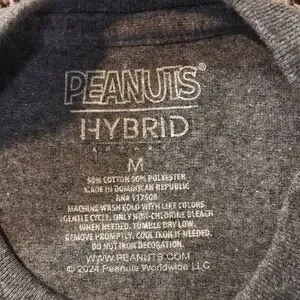 PEANUTS®
HYBRID
APPAREL
M
50% COTTON 50% POLYESTER
MADE IN DOMINICAN REPUBLIC
RN# 117508
MACHINE WASH COLD WITH LIKE COLORS.
GENTLE CYCLE. ONLY NON-CHLORINE BLEACH
WHEN NEEDED. TUMBLE DRY LOW.
REMOVE PROMPTLY. COOL IRON IF NEEDED.
DO NOT IRON DECORATION
WWW.PEANUTS.COM
© 2024 Peanuts Worldwide LLC